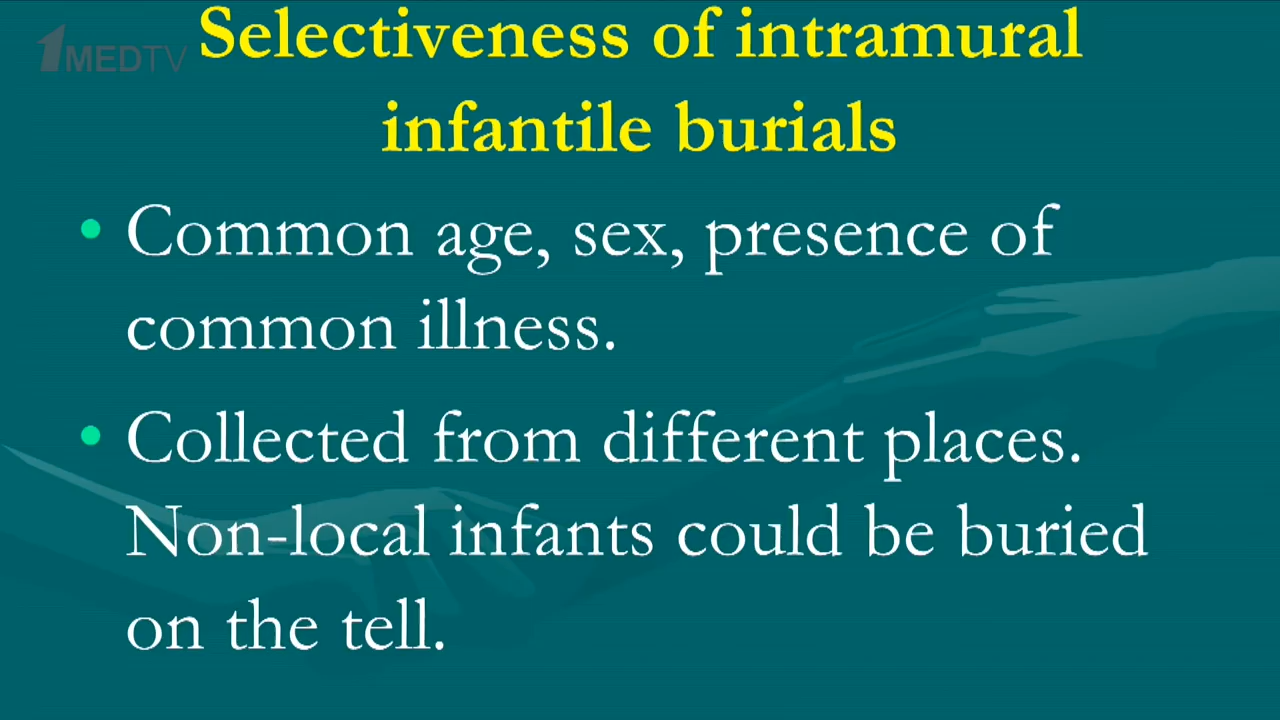 1MEDTV
Selectiveness of intramural
infantile burials
• Common age, sex, presence of
common illness.
• Collected from different places.
Non-local infants could be buried
on the tell.